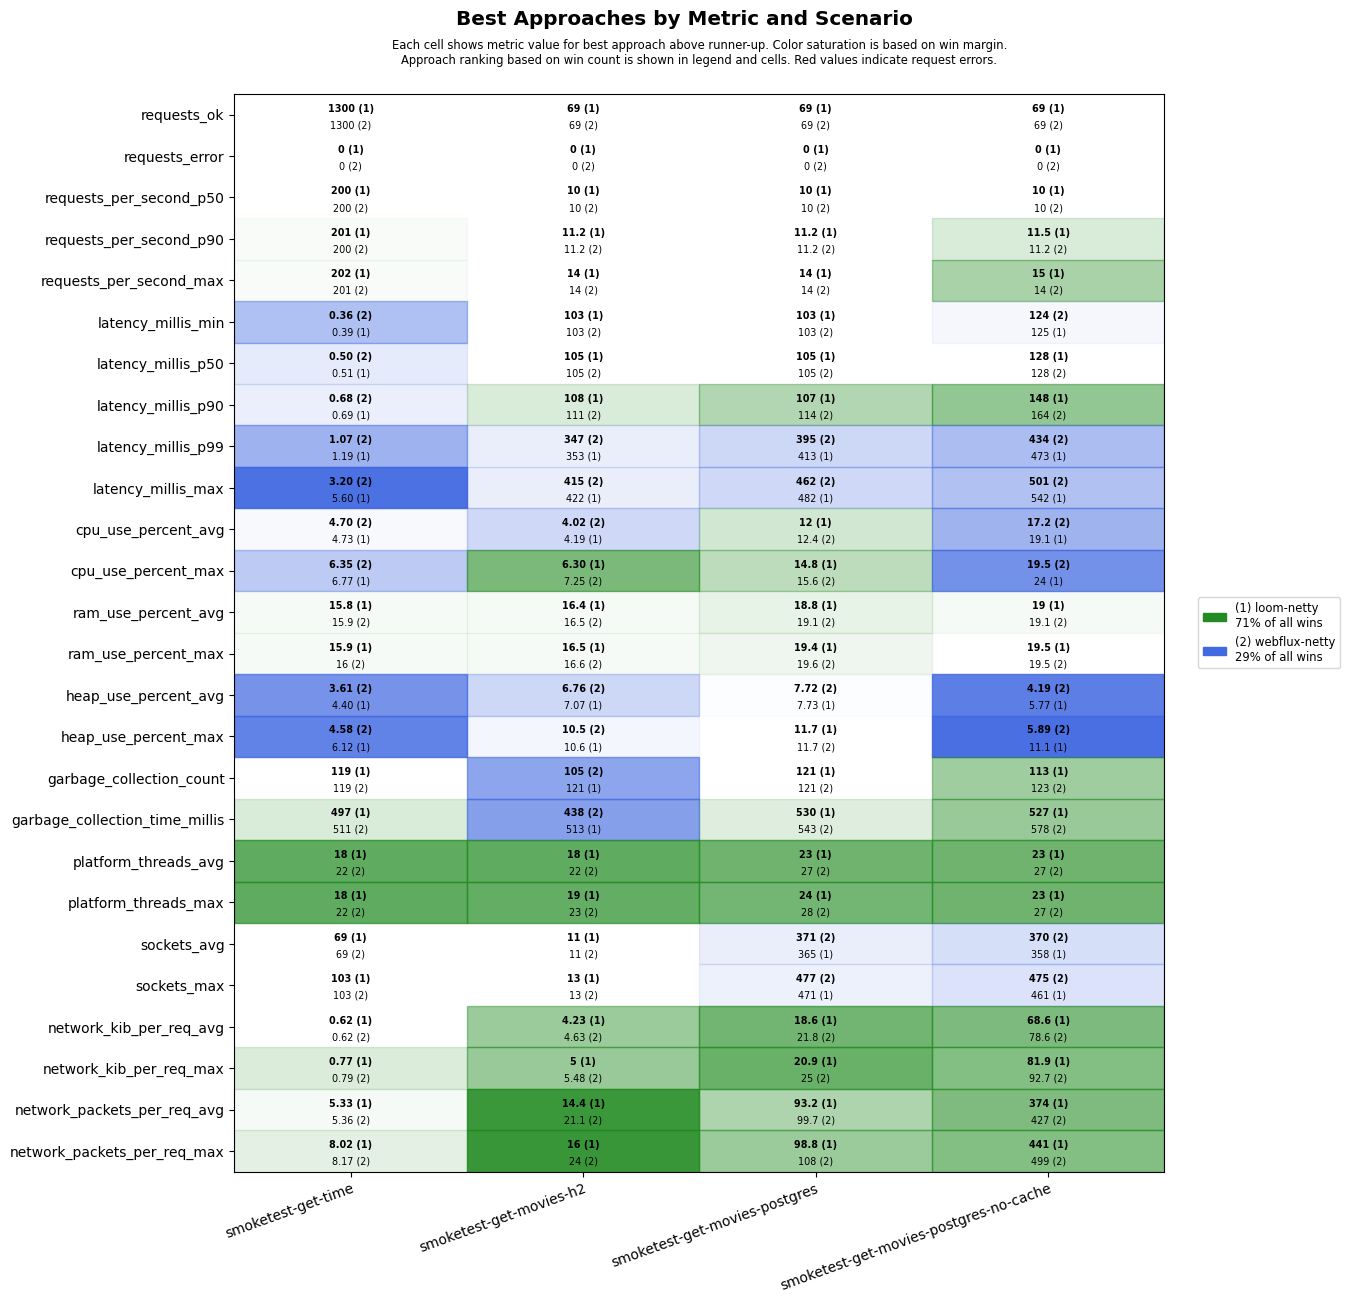 Best Approaches by Metric and Scenario
Each cell shows metric value for best approach above runner-up. Color saturation is based on win margin.
Approach ranking based on win count is shown in legend and cells. Red values indicate request errors.
requests_ok
1300 (1) 69 (1) 69 (1) 69 (1)
1300 (2) 69 (2) 69 (2) 69 (2)
requests_error
0 (1) 0 (1) 0 (1) 0 (1)
0 (2) 0 (2) 0 (2) 0 (2)
requests_per_second_p50
200 (1) 10 (1) 10 (1) 10 (1)
200 (2) 10 (2) 10 (2) 10 (2)
requests_per_second_p90
201 (1) 11.2 (1) 11.2 (1) 11.5 (1)
200 (2) 11.2 (2) 11.2 (2) 11.2 (2)
requests_per_second_max
202 (1) 14 (1) 14 (1) 15 (1)
201 (2) 14 (2) 14 (2) 14 (2)
latency_millis_min
0.36 (2) 103 (1) 103 (1) 124 (2)
0.39 (1) 103 (2) 103 (2) 125 (1)
latency_millis_p50
0.50 (2) 105 (1) 105 (1) 128 (1)
0.51 (1) 105 (2) 105 (2) 128 (2)
latency_millis_p90
0.68 (2) 108 (1) 107 (1) 148 (1)
0.69 (1) 111 (2) 114 (2) 164 (2)
latency_millis_p99
1.07 (2) 347 (2) 395 (2) 434 (2)
1.19 (1) 353 (1) 413 (1) 473 (1)
latency_millis_max
3.20 (2) 415 (2) 462 (2) 501 (2)
5.60 (1) 422 (1) 482 (1) 542 (1)
cpu_use_percent_avg
4.70 (2) 4.02 (2) 12 (1) 17.2 (2)
4.73 (1) 4.19 (1) 12.4 (2) 19.1 (1)
cpu_use_percent_max
6.35 (2) 6.30 (1) 14.8 (1) 19.5 (2)
6.77 (1) 7.25 (2) 15.6 (2) 24 (1)
ram_use_percent_avg
15.8 (1) 16.4 (1) 18.8 (1) 19 (1)
15.9 (2) 16.5 (2) 19.1 (2) 19.1 (2)
ram_use_percent_max
15.9 (1) 16.5 (1) 19.4 (1) 19.5 (1)
16 (2) 16.6 (2) 19.6 (2) 19.5 (2)
heap_use_percent_avg
3.61 (2) 6.76 (2) 7.72 (2) 4.19 (2)
4.40 (1) 7.07 (1) 7.73 (1) 5.77 (1)
heap_use_percent_max
4.58 (2) 10.5 (2) 11.7 (1) 5.89 (2)
6.12 (1) 10.6 (1) 11.7 (2) 11.1 (1)
garbage_collection_count
119 (1) 105 (2) 121 (1) 113 (1)
119 (2) 121 (1) 121 (2) 123 (2)
garbage_collection_time_millis
497 (1) 438 (2) 530 (1) 527 (1)
511 (2) 513 (1) 543 (2) 578 (2)
platform_threads_avg
18 (1) 18 (1) 23 (1) 23 (1)
22 (2) 22 (2) 27 (2) 27 (2)
platform_threads_max
18 (1) 19 (1) 24 (1) 23 (1)
22 (2) 23 (2) 28 (2) 27 (2)
sockets_avg
69 (1) 11 (1) 371 (2) 370 (2)
69 (2) 11 (2) 365 (1) 358 (1)
sockets_max
103 (1) 13 (1) 477 (2) 475 (2)
103 (2) 13 (2) 471 (1) 461 (1)
network_kib_per_req_avg
0.62 (1) 4.23 (1) 18.6 (1) 68.6 (1)
0.62 (2) 4.63 (2) 21.8 (2) 78.6 (2)
network_kib_per_req_max
0.77 (1) 5 (1) 20.9 (1) 81.9 (1)
0.79 (2) 5.48 (2) 25 (2) 92.7 (2)
network_packets_per_req_avg
5.33 (1) 14.4 (1) 93.2 (1) 374 (1)
5.36 (2) 21.1 (2) 99.7 (2) 427 (2)
network_packets_per_req_max
8.02 (1) 16 (1) 98.8 (1) 441 (1)
8.17 (2) 24 (2) 108 (2) 499 (2)
smoketest-get-time
smoketest-get-movies-h2
smoketest-get-movies-postgres
smoketest-get-movies-postgres-no-cache
(1) loom-netty
71% of all wins
(2) webflux-netty
29% of all wins